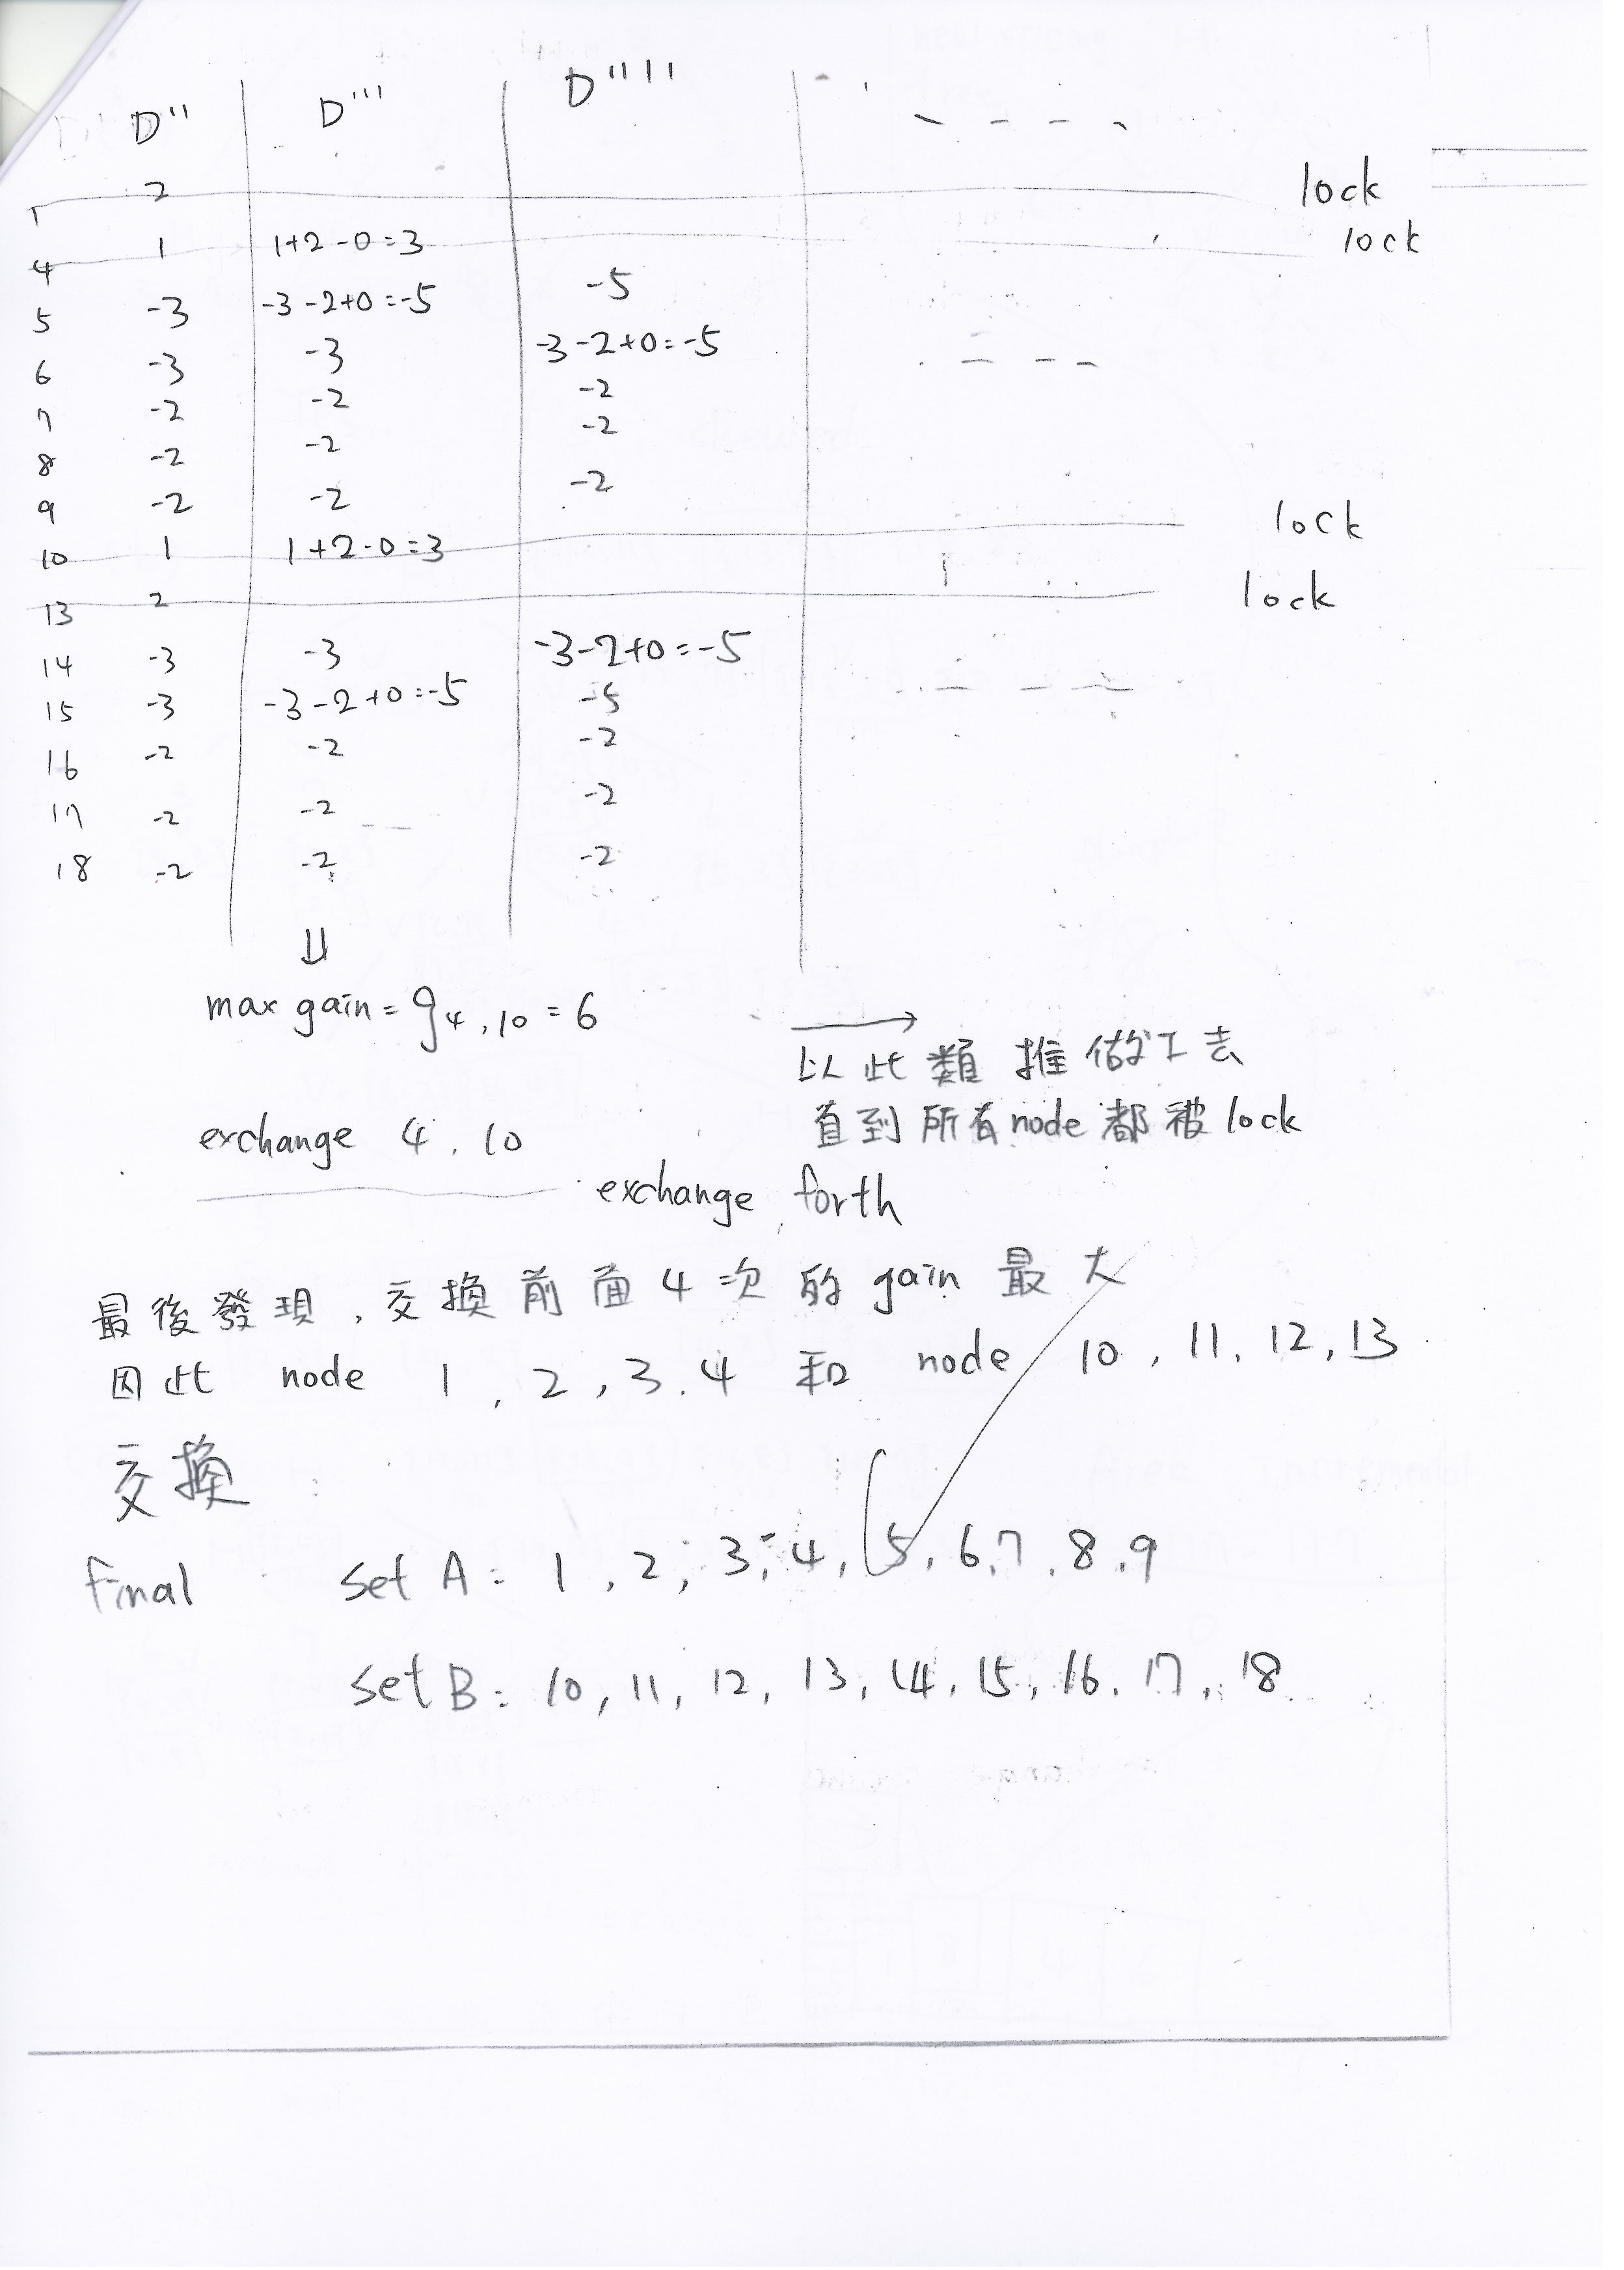 D'' D''' D''''
1 2 lock
4 1 1+2-0=3 lock
5 -3 -3-2+0=-5 -5
6 -3 -3 -3-2+0=-5
7 -2 -2 -2
8 -2 -2 -2
9 -2 -2 -2
10 1 1+2-0=3 lock
13 2 lock
14 -3 -3 -3-2+0=-5
15 -3 -3-2+0=-5 -5
16 -2 -2 -2
17 -2 -2 -2
18 -2 -2 -2
⇓
max gain = g4,10 = 6
→
以此類推做下去
直到所有node都被lock
exchange 4, 10
exchange forth
最後發現,交換前面4次的gain最大
因此 node 1, 2, 3, 4 和 node 10, 11, 12, 13
交換
final set A: 1, 2, 3, 4, 5, 6, 7, 8, 9
set B: 10, 11, 12, 13, 14, 15, 16, 17, 18